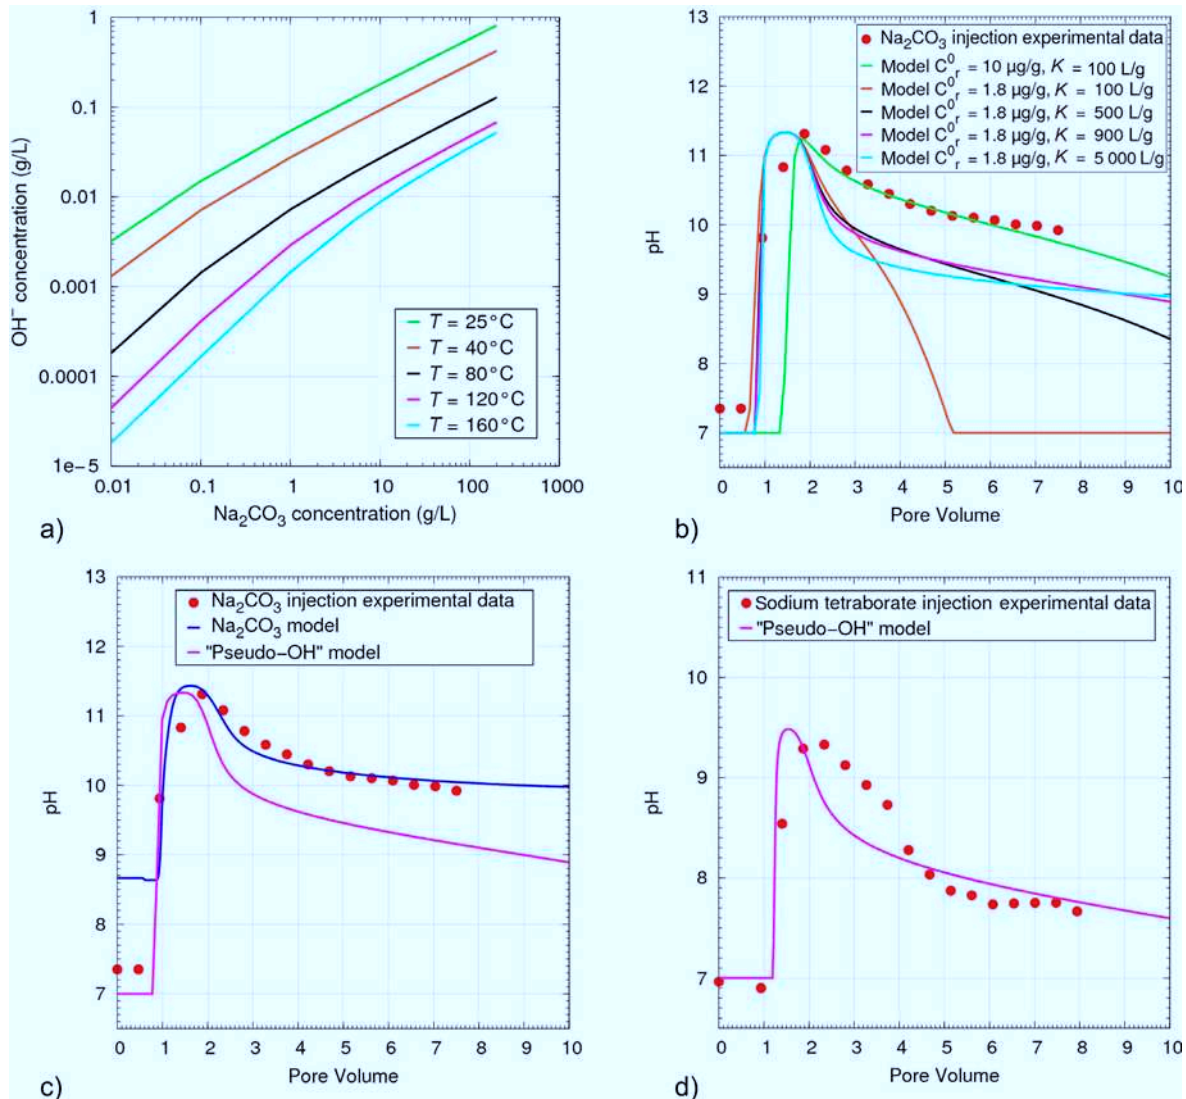 1
0.1
0.01
0.001
0.0001
1e-5
OH⁻ concentration (g/L)
T = 25°C
T = 40°C
T = 80°C
T = 120°C
T = 160°C
0.01 0.1 1 10 100 1000
Na₂CO₃ concentration (g/L)
a)
13
12
11
10
9
8
7
pH
Na₂CO₃ injection experimental data
Model C⁰ᵣ = 10 µg/g, K = 100 L/g
Model C⁰ᵣ = 1.8 µg/g, K = 100 L/g
Model C⁰ᵣ = 1.8 µg/g, K = 500 L/g
Model C⁰ᵣ = 1.8 µg/g, K = 900 L/g
Model C⁰ᵣ = 1.8 µg/g, K = 5 000 L/g
0 1 2 3 4 5 6 7 8 9 10
Pore Volume
b)
13
12
11
10
9
8
7
pH
Na₂CO₃ injection experimental data
Na₂CO₃ model
"Pseudo-OH" model
0 1 2 3 4 5 6 7 8 9 10
Pore Volume
c)
11
10
9
8
7
pH
Sodium tetraborate injection experimental data
"Pseudo-OH" model
0 1 2 3 4 5 6 7 8 9 10
Pore Volume
d)